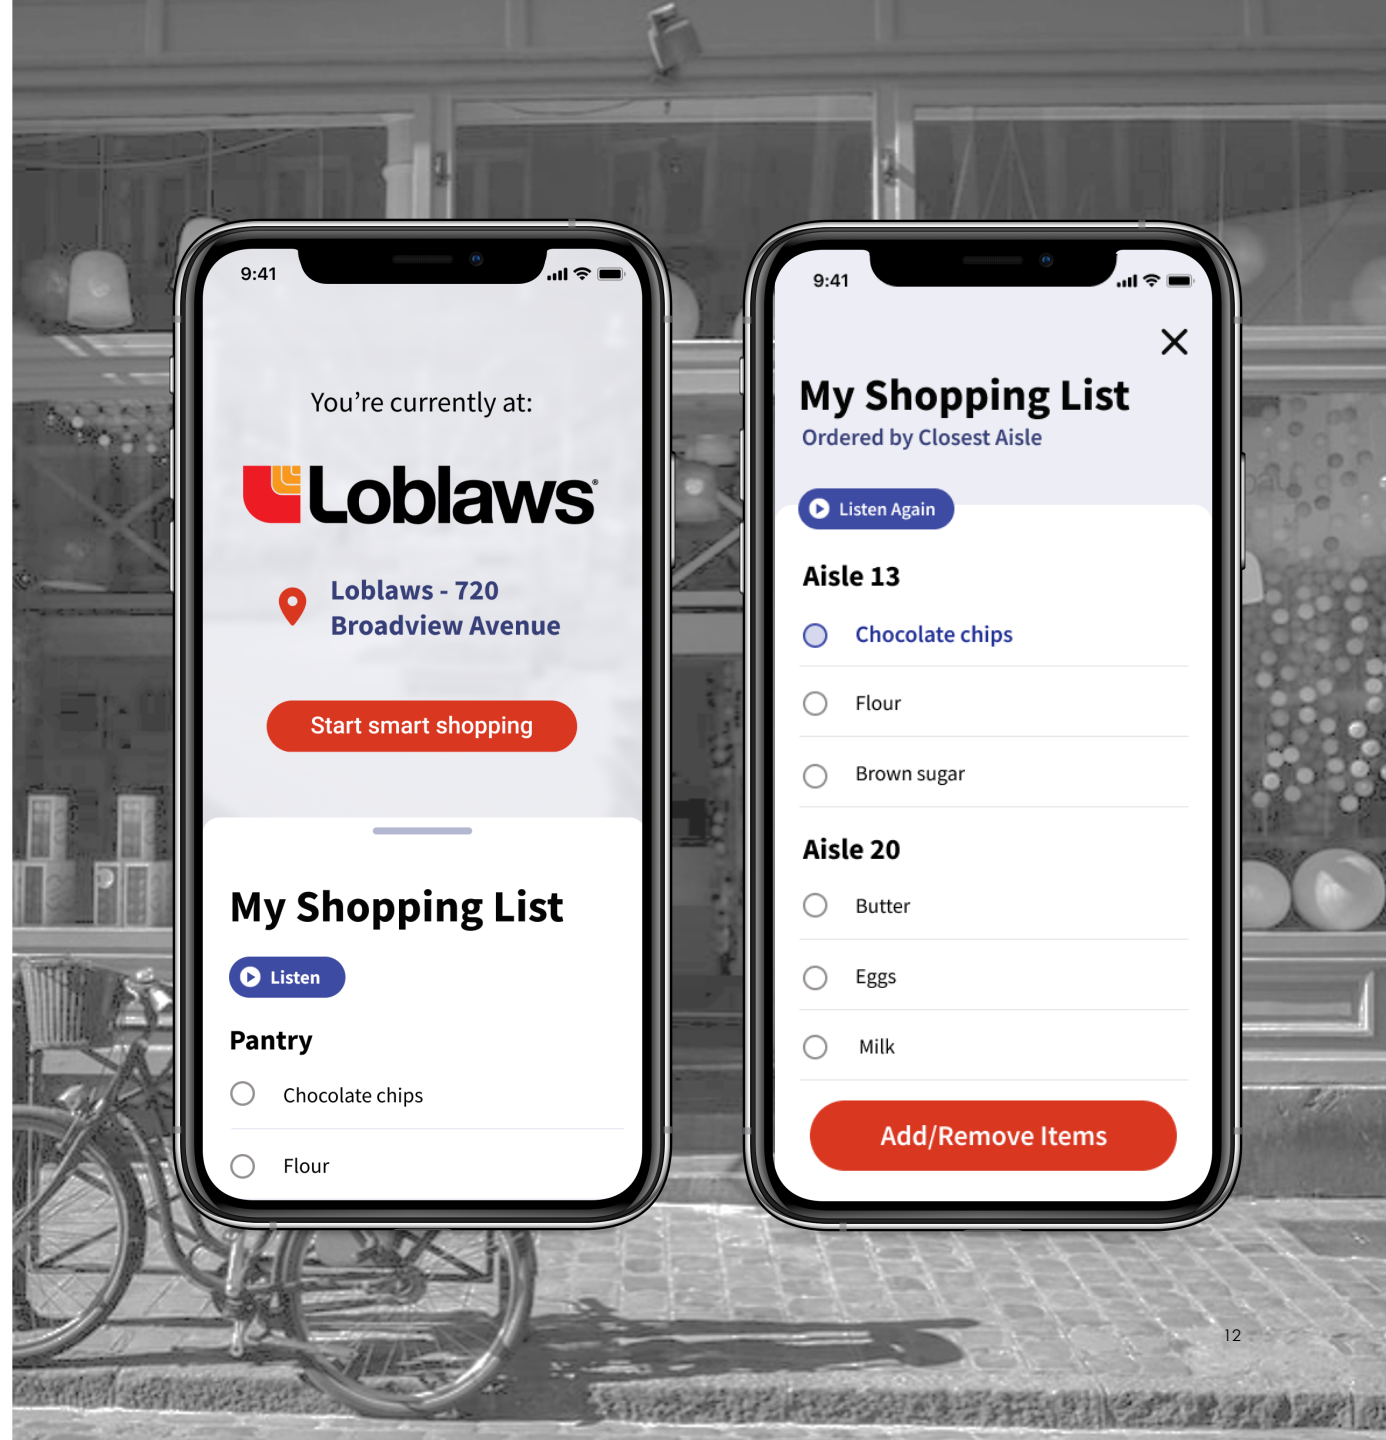 9:41
You're currently at:
Loblaws®
Loblaws - 720
Broadview Avenue
Start smart shopping
My Shopping List
Listen
Pantry
Chocolate chips
Flour
9:41
My Shopping List
Ordered by Closest Aisle
Listen Again
Aisle 13
Chocolate chips
Flour
Brown sugar
Aisle 20
Butter
Eggs
Milk
Add/Remove Items
12